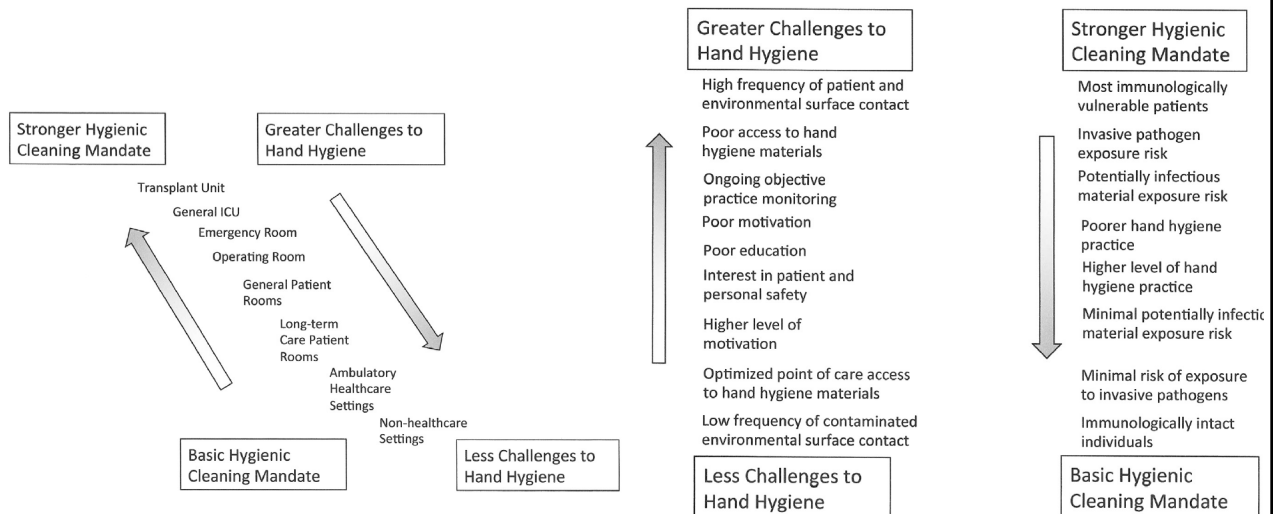 Stronger Hygienic
Cleaning Mandate
Greater Challenges to
Hand Hygiene
Transplant Unit
General ICU
Emergency Room
Operating Room
General Patient
Rooms
Long-term
Care Patient
Rooms
Ambulatory
Healthcare
Settings
Non-healthcare
Settings
Basic Hygienic
Cleaning Mandate
Less Challenges to
Hand Hygiene
Greater Challenges to
Hand Hygiene
High frequency of patient and
environmental surface contact
Poor access to hand
hygiene materials
Ongoing objective
practice monitoring
Poor motivation
Poor education
Interest in patient and
personal safety
Higher level of
motivation
Optimized point of care access
to hand hygiene materials
Low frequency of contaminated
environmental surface contact
Less Challenges to
Hand Hygiene
Stronger Hygienic
Cleaning Mandate
Most immunologically
vulnerable patients
Invasive pathogen
exposure risk
Potentially infectious
material exposure risk
Poorer hand hygiene
practice
Higher level of hand
hygiene practice
Minimal potentially infectic
material exposure risk
Minimal risk of exposure
to invasive pathogens
Immunologically intact
individuals
Basic Hygienic
Cleaning Mandate